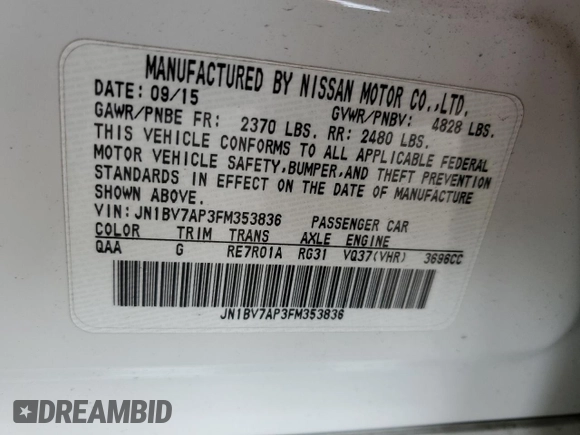 MANUFACTURED BY NISSAN MOTOR CO.,LTD.
DATE: 09/15 GVWR/PNBV: 4828 LBS.
GAWR/PNBE FR: 2370 LBS. RR: 2480 LBS.
THIS VEHICLE CONFORMS TO ALL APPLICABLE FEDERAL
MOTOR VEHICLE SAFETY,BUMPER,AND THEFT PREVENTION
STANDARDS IN EFFECT ON THE DATE OF MANUFACTURE
SHOWN ABOVE.
VIN: JN1BV7AP3FM353836 PASSENGER CAR
COLOR TRIM TRANS AXLE ENGINE
QAA G RE7R01A RG31 VQ37(VHR) 3696CC
JN1BV7AP3FM353836
DREAMBID